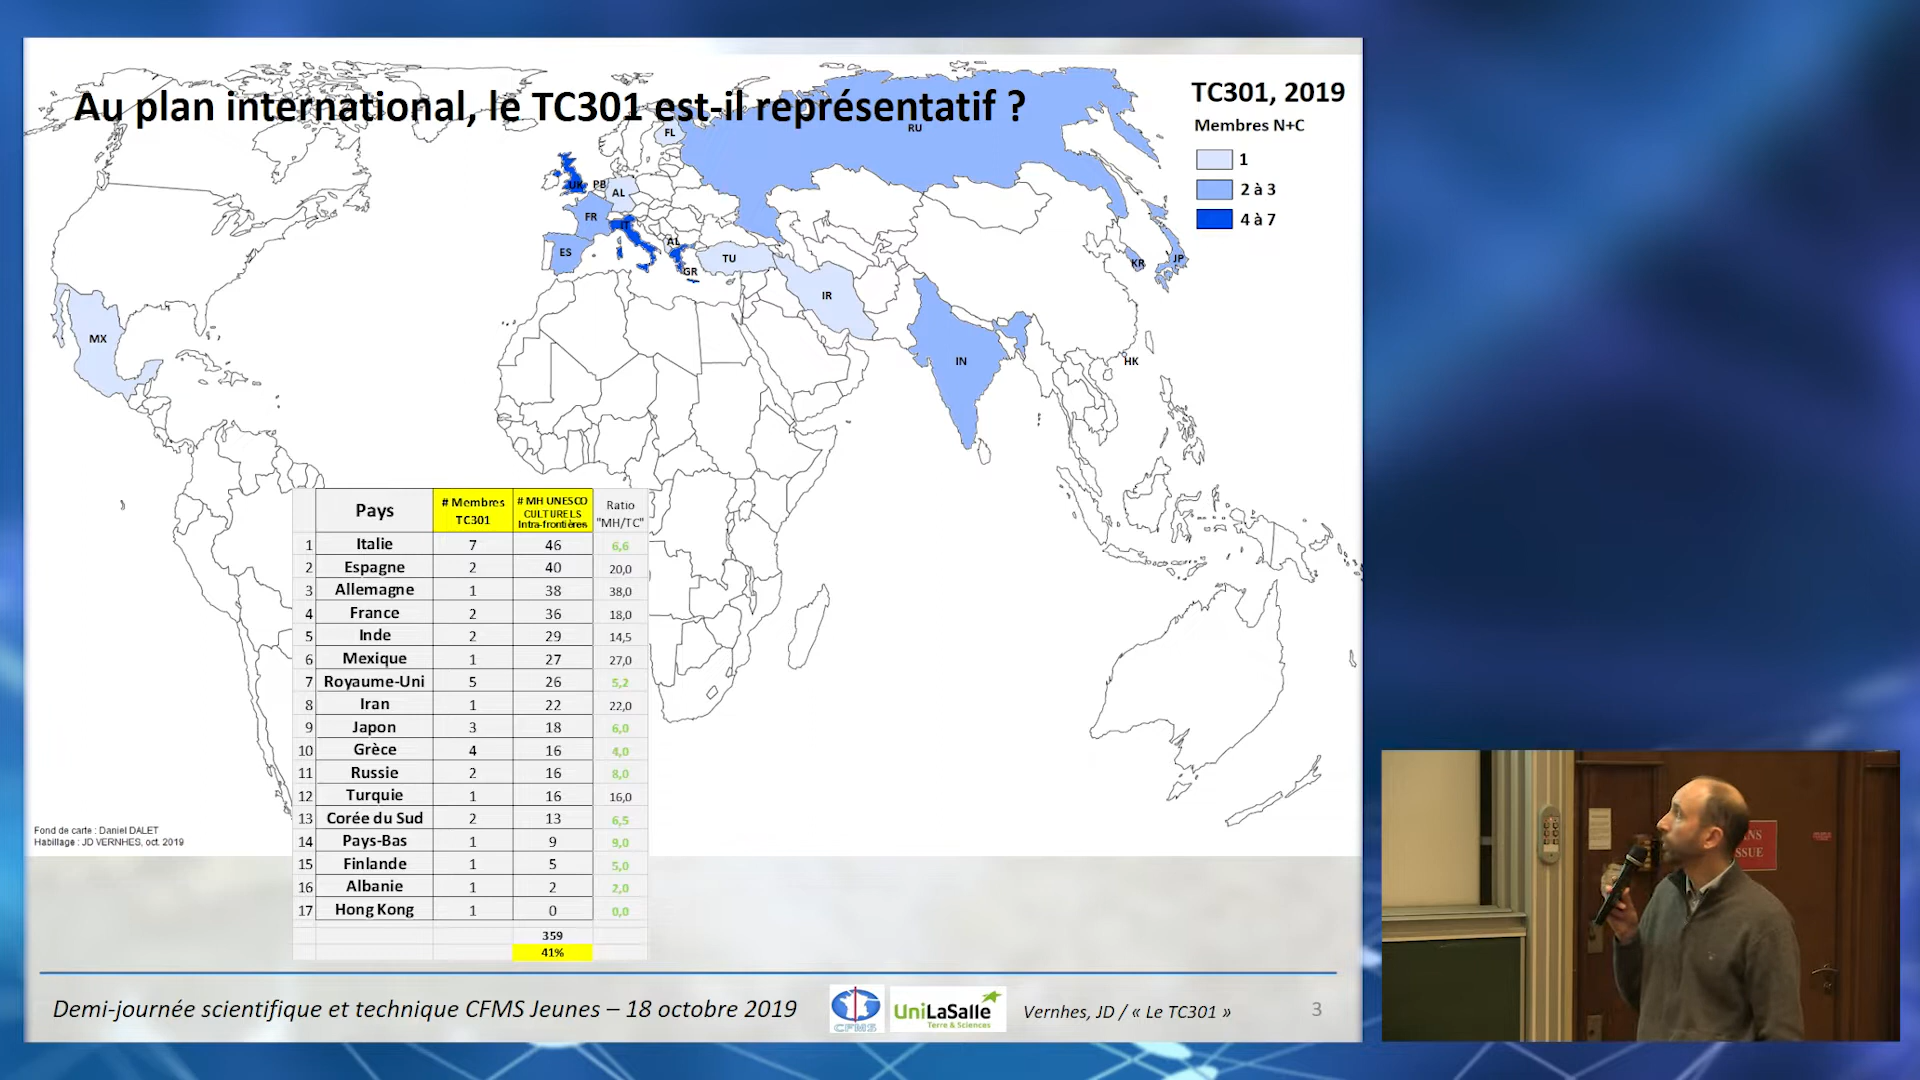 Au plan international, le TC301 est-il représentatif ?
TC301, 2019
Membres N+C
1
2 à 3
4 à 7
RU
FL
UK
PB
AL
FR
IT
ES
AL
GR
TU
IR
IN
KR
JP
HK
MX
Pays # Membres TC301 # MH UNESCO CULTURELS Intra-frontières Ratio "MH/TC"
1 Italie 7 46 6,6
2 Espagne 2 40 20,0
3 Allemagne 1 38 38,0
4 France 2 36 18,0
5 Inde 2 29 14,5
6 Mexique 1 27 27,0
7 Royaume-Uni 5 26 5,2
8 Iran 1 22 22,0
9 Japon 3 18 6,0
10 Grèce 4 16 4,0
11 Russie 2 16 8,0
12 Turquie 1 16 16,0
13 Corée du Sud 2 13 6,5
14 Pays-Bas 1 9 9,0
15 Finlande 1 5 5,0
16 Albanie 1 2 2,0
17 Hong Kong 1 0 0,0
359
41%
Fond de carte : Daniel DALET
Habillage : JD VERNHES, oct. 2019
Demi-journée scientifique et technique CFMS Jeunes – 18 octobre 2019
CFMS
UniLaSalle
Terre & Sciences
Vernhes, JD / « Le TC301 »
3